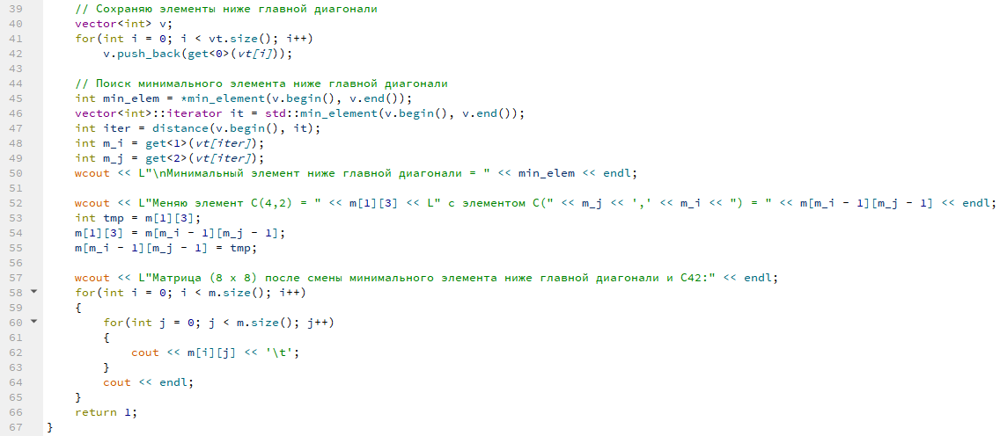 39 // Сохраняю элементы ниже главной диагонали
40 vector<int> v;
41 for(int i = 0; i < vt.size(); i++)
42 v.push_back(get<0>(vt[i]));
43
44 // Поиск минимального элемента ниже главной диагонали
45 int min_elem = *min_element(v.begin(), v.end());
46 vector<int>::iterator it = std::min_element(v.begin(), v.end());
47 int iter = distance(v.begin(), it);
48 int m_i = get<1>(vt[iter]);
49 int m_j = get<2>(vt[iter]);
50 wcout << L"\nМинимальный элемент ниже главной диагонали = " << min_elem << endl;
51
52 wcout << L"Меняю элемент C(4,2) = " << m[1][3] << L" с элементом C(" << m_j << ',' << m_i << ") = " << m[m_i - 1][m_j - 1] << endl;
53 int tmp = m[1][3];
54 m[1][3] = m[m_i - 1][m_j - 1];
55 m[m_i - 1][m_j - 1] = tmp;
56
57 wcout << L"Матрица (8 x 8) после смены минимального элемента ниже главной диагонали и C42:" << endl;
58 for(int i = 0; i < m.size(); i++)
59 {
60 for(int j = 0; j < m.size(); j++)
61 {
62 cout << m[i][j] << '\t';
63 }
64 cout << endl;
65 }
66 return 1;
67 }